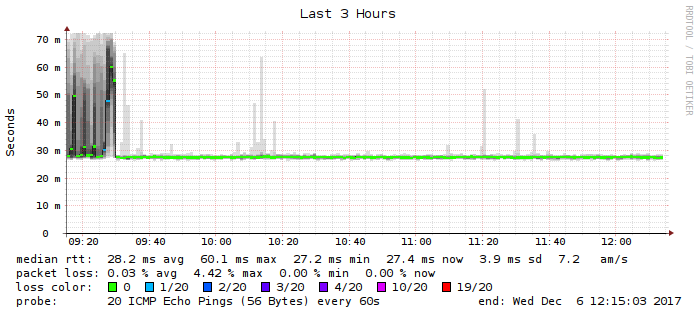 Last 3 Hours
RRDTOOL / TOBI OETIKER
Seconds
70 m
60 m
50 m
40 m
30 m
20 m
10 m
0
09:20 09:40 10:00 10:20 10:40 11:00 11:20 11:40 12:00
median rtt: 28.2 ms avg 60.1 ms max 27.2 ms min 27.4 ms now 3.9 ms sd 7.2 am/s
packet loss: 0.03 % avg 4.42 % max 0.00 % min 0.00 % now
loss color: 0 1/20 2/20 3/20 4/20 10/20 19/20
probe: 20 ICMP Echo Pings (56 Bytes) every 60s end: Wed Dec 6 12:15:03 2017